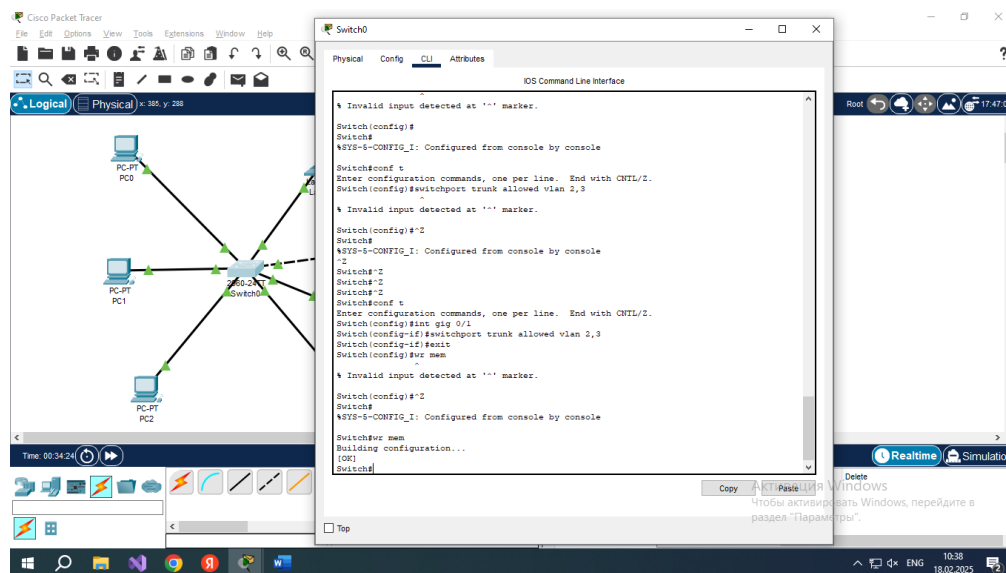 Cisco Packet Tracer
File Edit Options View Tools Extensions Window Help
Logical Physical x: 385, y: 288
Root 17:47:0
PC-PT
PC0
PC-PT
PC1
2960-24TT
Switch0
PC-PT
PC2
Switch0
Physical Config CLI Attributes
IOS Command Line Interface
^
% Invalid input detected at '^' marker.
Switch(config)#
Switch#
%SYS-5-CONFIG_I: Configured from console by console
Switch#conf t
Enter configuration commands, one per line. End with CNTL/Z.
Switch(config)#switchport trunk allowed vlan 2,3
^
% Invalid input detected at '^' marker.
Switch(config)#^Z
Switch#
%SYS-5-CONFIG_I: Configured from console by console
^Z
Switch#^Z
Switch#^Z
Switch#^Z
Switch#conf t
Enter configuration commands, one per line. End with CNTL/Z.
Switch(config)#int gig 0/1
Switch(config-if)#switchport trunk allowed vlan 2,3
Switch(config-if)#exit
Switch(config)#wr mem
^
% Invalid input detected at '^' marker.
Switch(config)#^Z
Switch#
%SYS-5-CONFIG_I: Configured from console by console
Switch#wr mem
Building configuration...
[OK]
Switch#
Copy Paste
Top
Time: 00:34:24
Realtime Simulatio
Delete
Активация Windows
Чтобы активировать Windows, перейдите в
раздел "Параметры".
ENG
10:38
18.02.2025